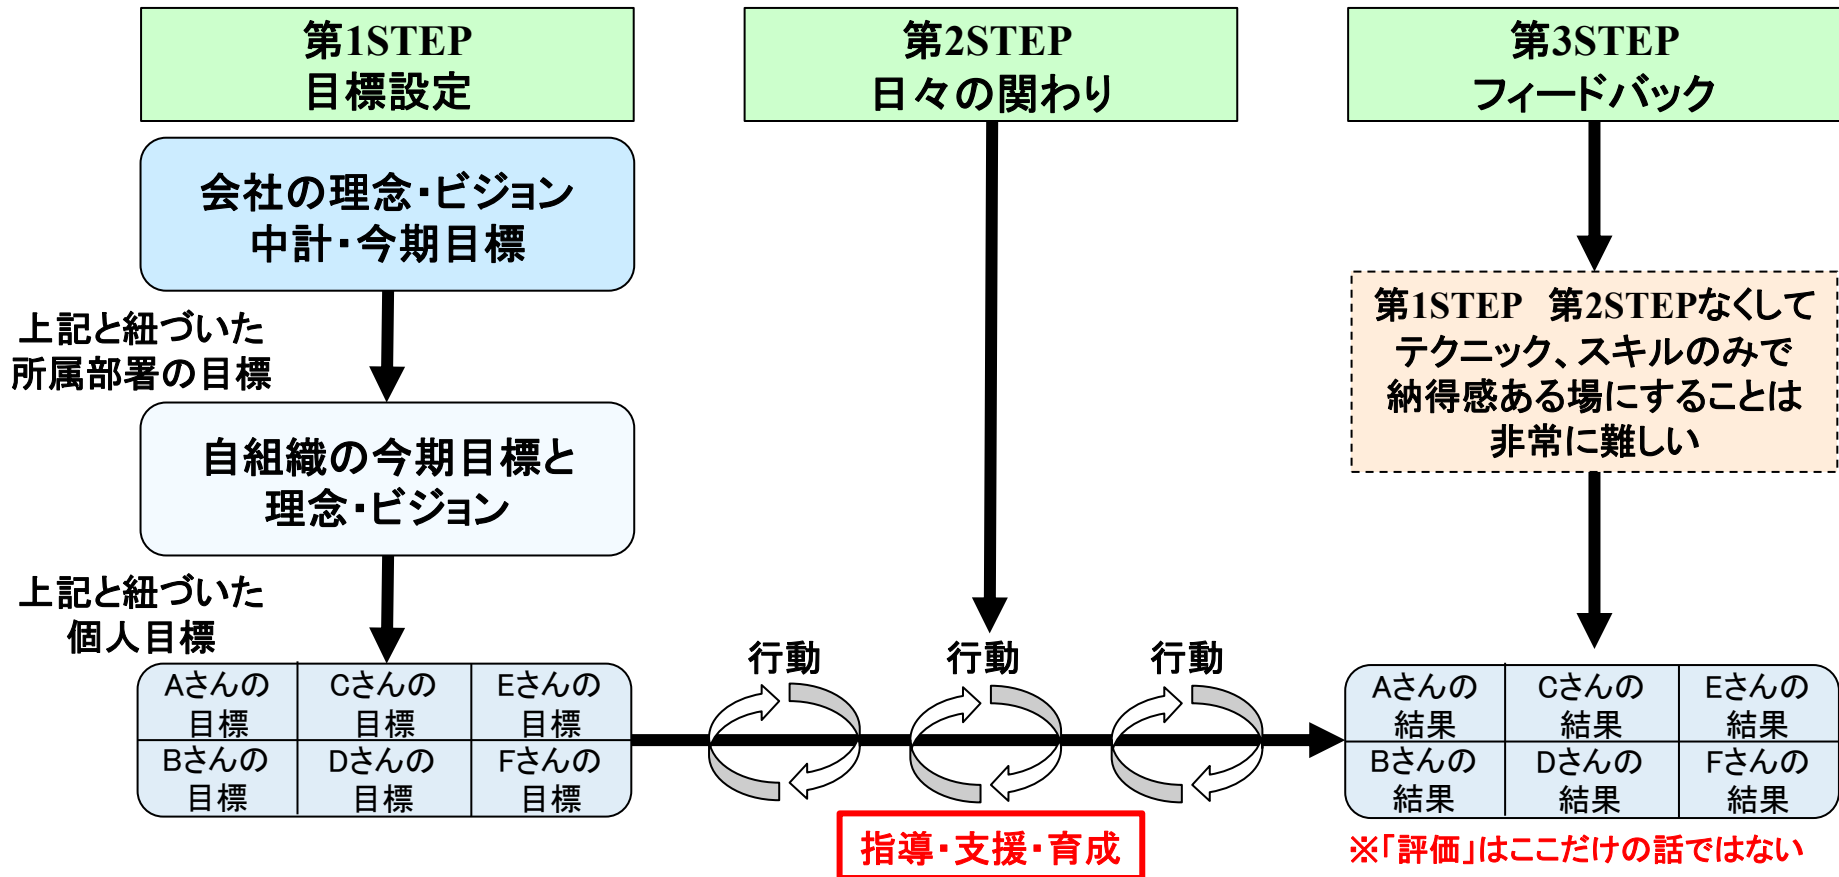 第1STEP
目標設定
会社の理念・ビジョン
中計・今期目標
上記と紐づいた
所属部署の目標
自組織の今期目標と
理念・ビジョン
上記と紐づいた
個人目標
Aさんの
目標
Cさんの
目標
Eさんの
目標
Bさんの
目標
Dさんの
目標
Fさんの
目標
第2STEP
日々の関わり
行動
行動
行動
指導・支援・育成
第3STEP
フィードバック
第1STEP　第2STEPなくして
テクニック、スキルのみで
納得感ある場にすることは
非常に難しい
Aさんの
結果
Cさんの
結果
Eさんの
結果
Bさんの
結果
Dさんの
結果
Fさんの
結果
※「評価」はここだけの話ではない